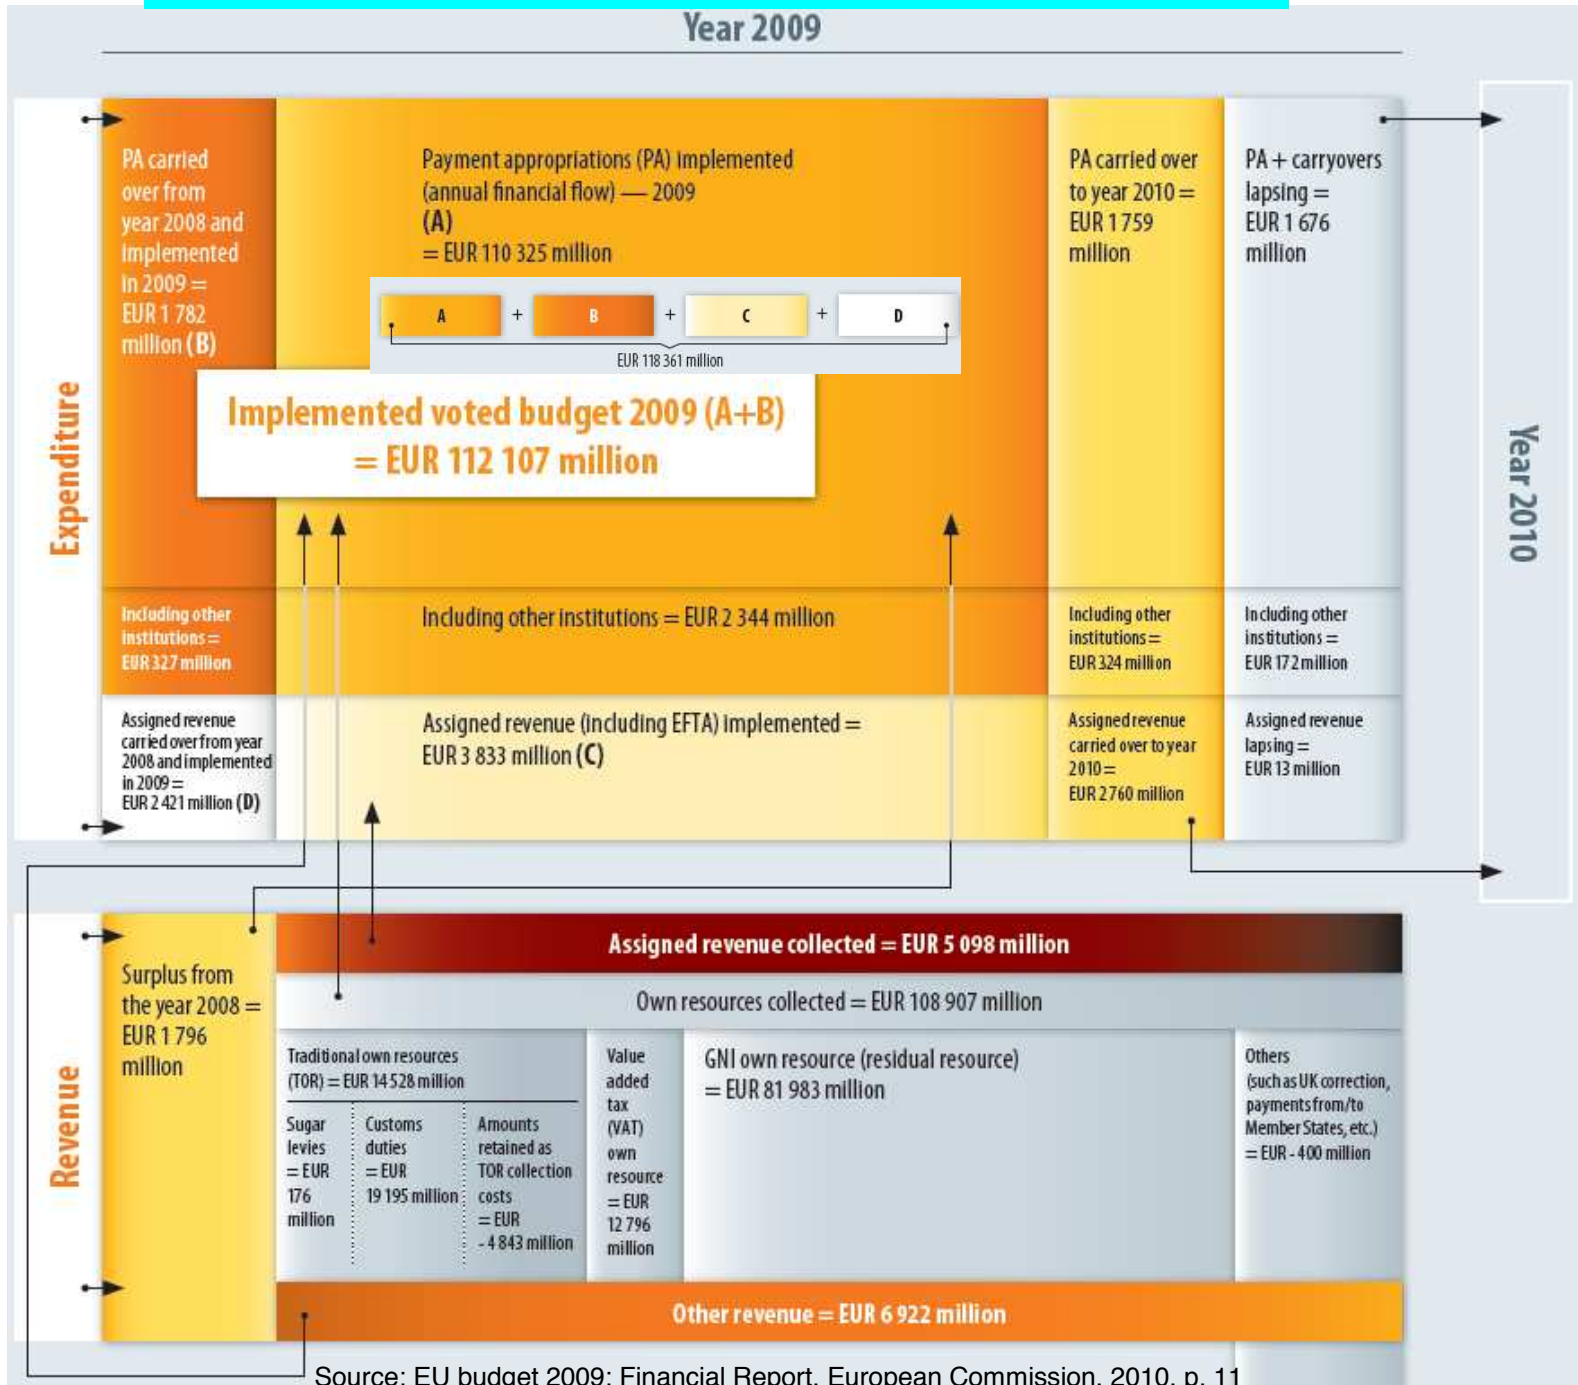 Year 2009
Expenditure
PA carried
over from
year 2008 and
implemented
in 2009 =
EUR 1 782
million (B)
Payment appropriations (PA) implemented
(annual financial flow) — 2009
(A)
= EUR 110 325 million
A + B + C + D
EUR 118 361 million
Implemented voted budget 2009 (A+B)
= EUR 112 107 million
PA carried over
to year 2010 =
EUR 1 759
million
PA + carryovers
lapsing =
EUR 1 676
million
Year 2010
Including other
institutions =
EUR 327 million
Including other institutions = EUR 2 344 million
Including other
institutions =
EUR 324 million
Including other
institutions =
EUR 172 million
Assigned revenue
carried over from year
2008 and implemented
in 2009 =
EUR 2 421 million (D)
Assigned revenue (including EFTA) implemented =
EUR 3 833 million (C)
Assigned revenue
carried over to year
2010 =
EUR 2 760 million
Assigned revenue
lapsing =
EUR 13 million
Revenue
Surplus from
the year 2008 =
EUR 1 796
million
Assigned revenue collected = EUR 5 098 million
Own resources collected = EUR 108 907 million
Traditional own resources
(TOR) = EUR 14 528 million
Sugar
levies
= EUR
176
million
Customs
duties
= EUR
19 195 million
Amounts
retained as
TOR collection
costs
= EUR
- 4 843 million
Value
added
tax
(VAT)
own
resource
= EUR
12 796
million
GNI own resource (residual resource)
= EUR 81 983 million
Others
(such as UK correction,
payments from/to
Member States, etc.)
= EUR - 400 million
Other revenue = EUR 6 922 million
Source: EU budget 2009: Financial Report, European Commission, 2010, p. 11